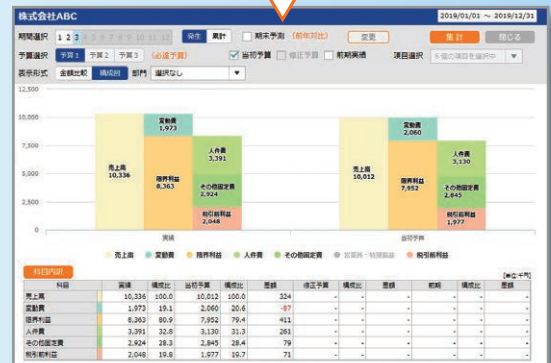 株式会社ABC 2019/01/01 ～ 2019/12/31
期間選択 1 2 3 4 5 6 7 8 9 10 11 12 発生 累計 期末予測 (前年対比) 変更 集計 閉じる
予算選択 予算1 予算2 予算3 (必達予算) 当初予算 修正予算 前期実績 項目選択 6個の項目を選択中
表示形式 金額比較 構成図 部門 選択なし
12,500
10,000
7,500
5,000
2,500
0
売上高
10,336
変動費
1,973
限界利益
8,363
人件費
3,391
その他固定費
2,924
税引前利益
2,048
売上高
10,012
変動費
2,060
限界利益
7,952
人件費
3,130
その他固定費
2,845
税引前利益
1,977
実績 当初予算
売上高 変動費 限界利益 人件費 その他固定費 営業外・特別損益 税引前利益
科目内訳 [単位:千円]
科目 実績 構成比 当初予算 構成比 差額 修正予算 構成比 差額 前期 構成比 差額
売上高 10,336 100.0 10,012 100.0 324 - - - - - -
変動費 1,973 19.1 2,060 20.6 -87 - - - - - -
限界利益 8,363 80.9 7,952 79.4 411 - - - - - -
人件費 3,391 32.8 3,130 31.3 261 - - - - - -
その他固定費 2,924 28.3 2,845 28.4 79 - - - - - -
税引前利益 2,048 19.8 1,977 19.7 71 - - - - - -